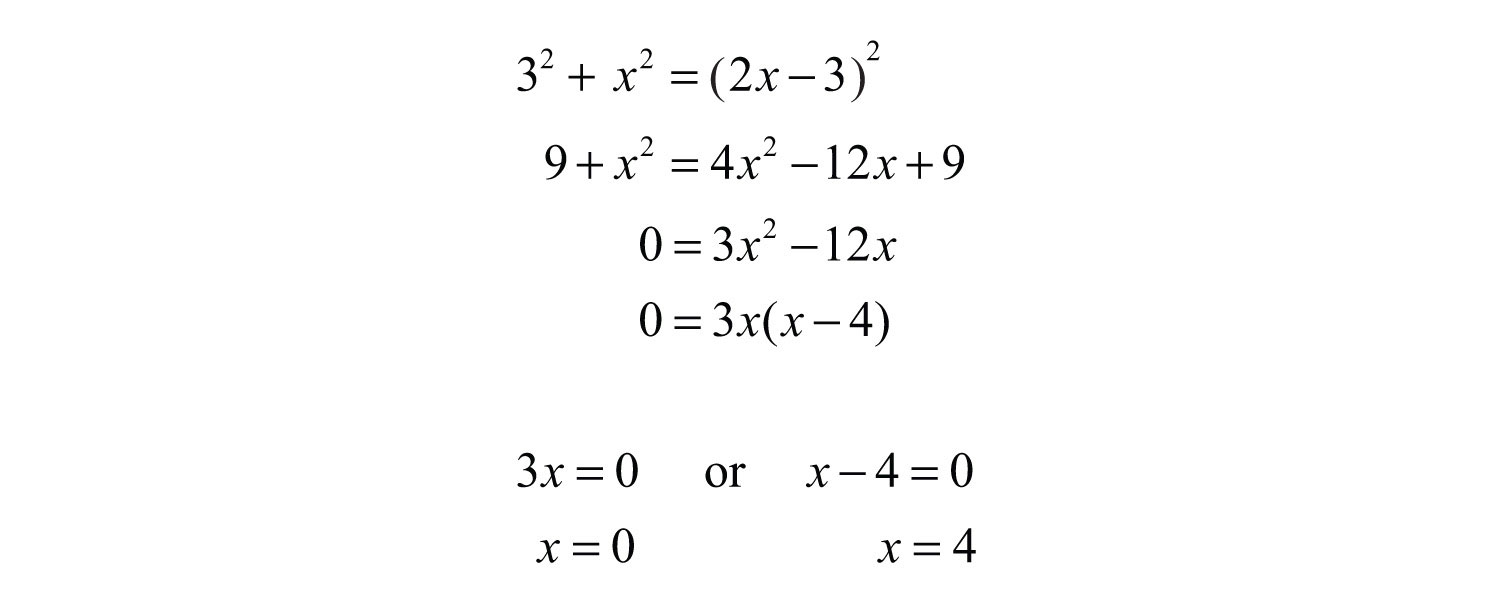 3² + x² = (2x − 3)²
9 + x² = 4x² − 12x + 9
0 = 3x² − 12x
0 = 3x(x − 4)
3x = 0 or x − 4 = 0
x = 0 x = 4